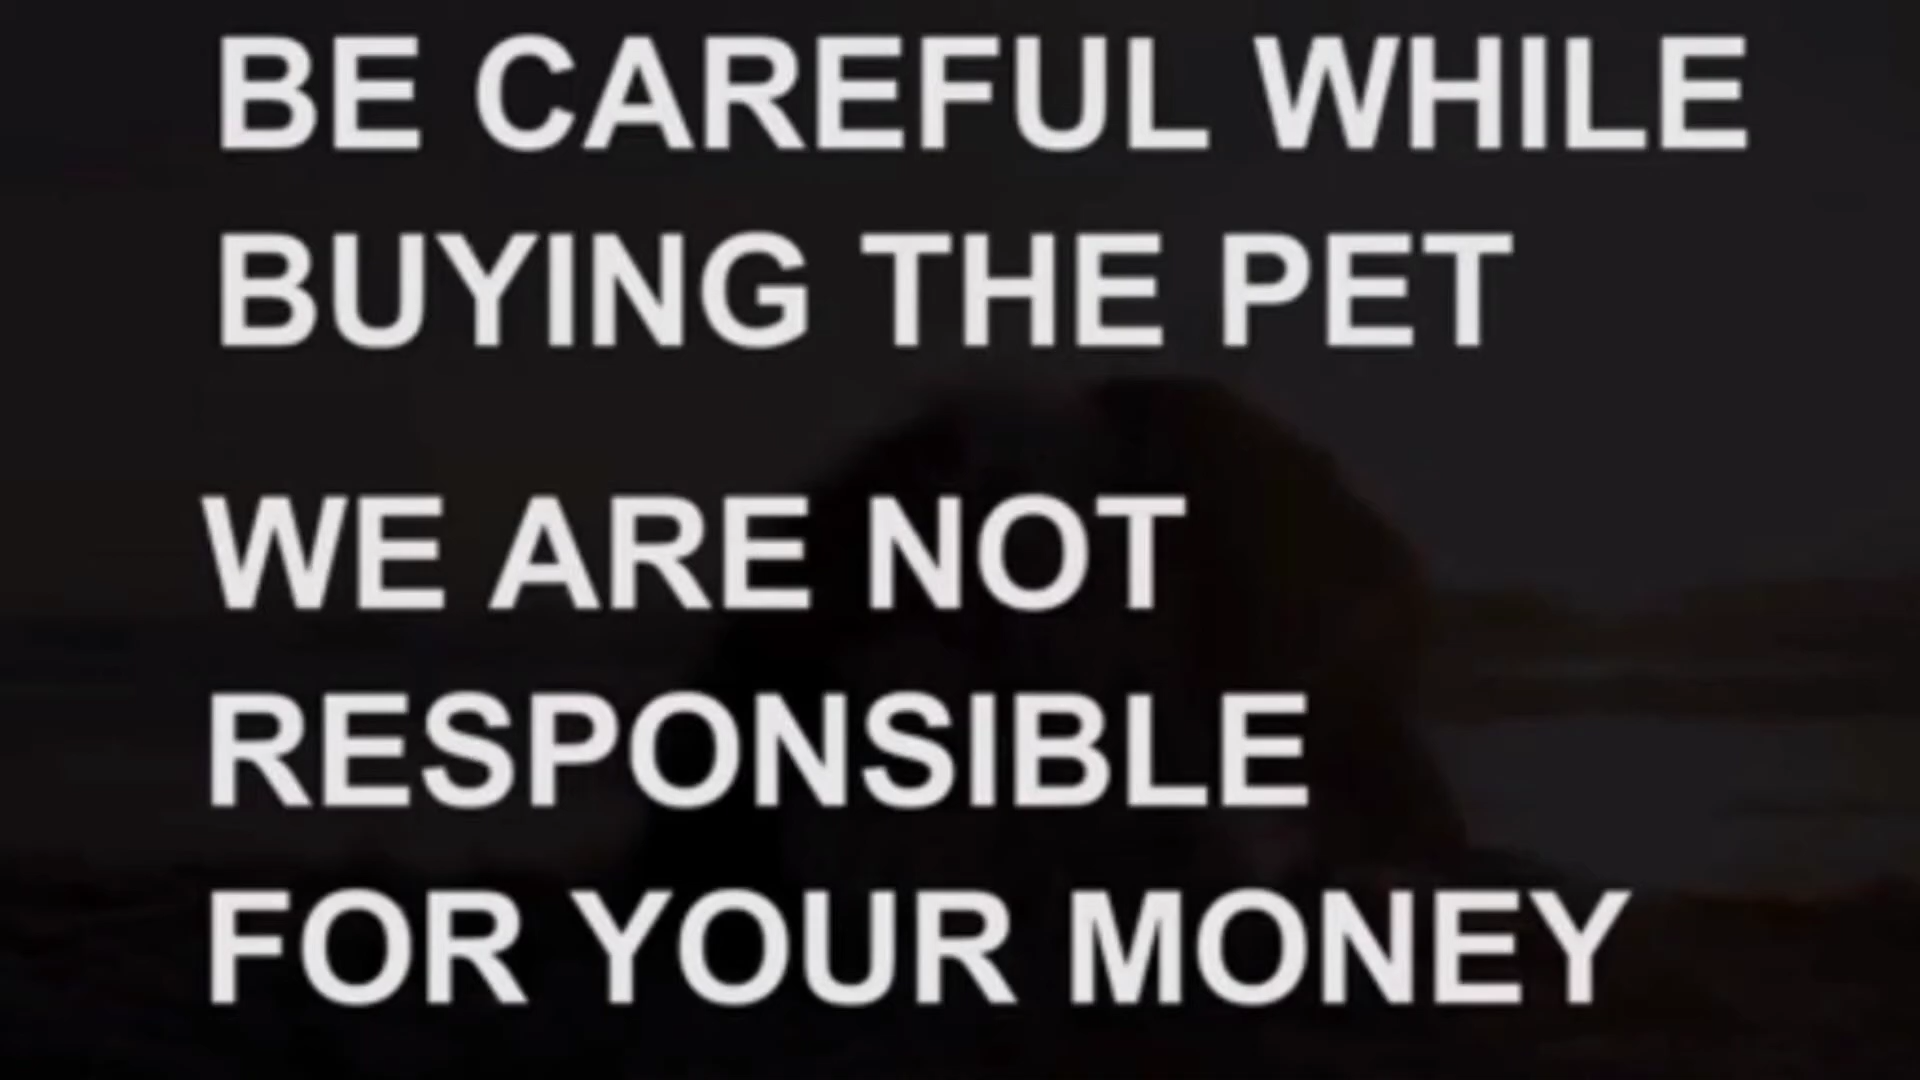 BE CAREFUL WHILE
BUYING THE PET
WE ARE NOT
RESPONSIBLE
FOR YOUR MONEY